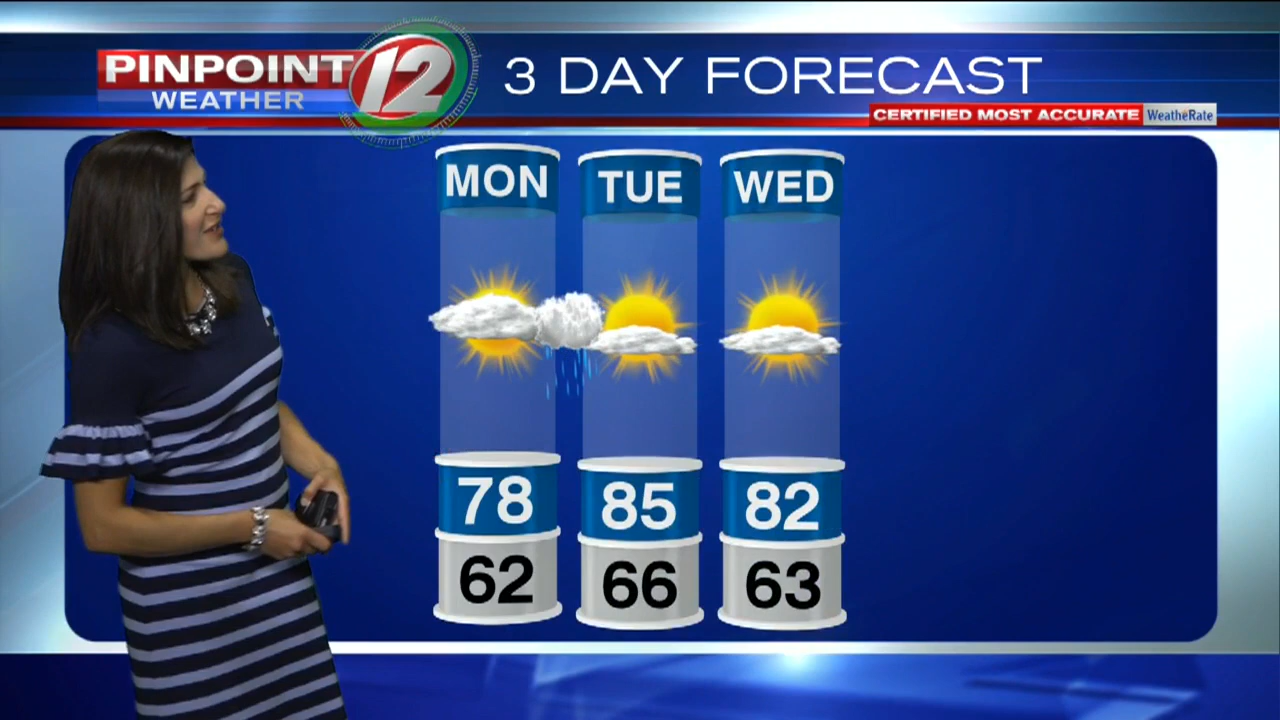 PINPOINT 12
WEATHER
3 DAY FORECAST
CERTIFIED MOST ACCURATE WeatheRate
MON TUE WED
78 85 82
62 66 63